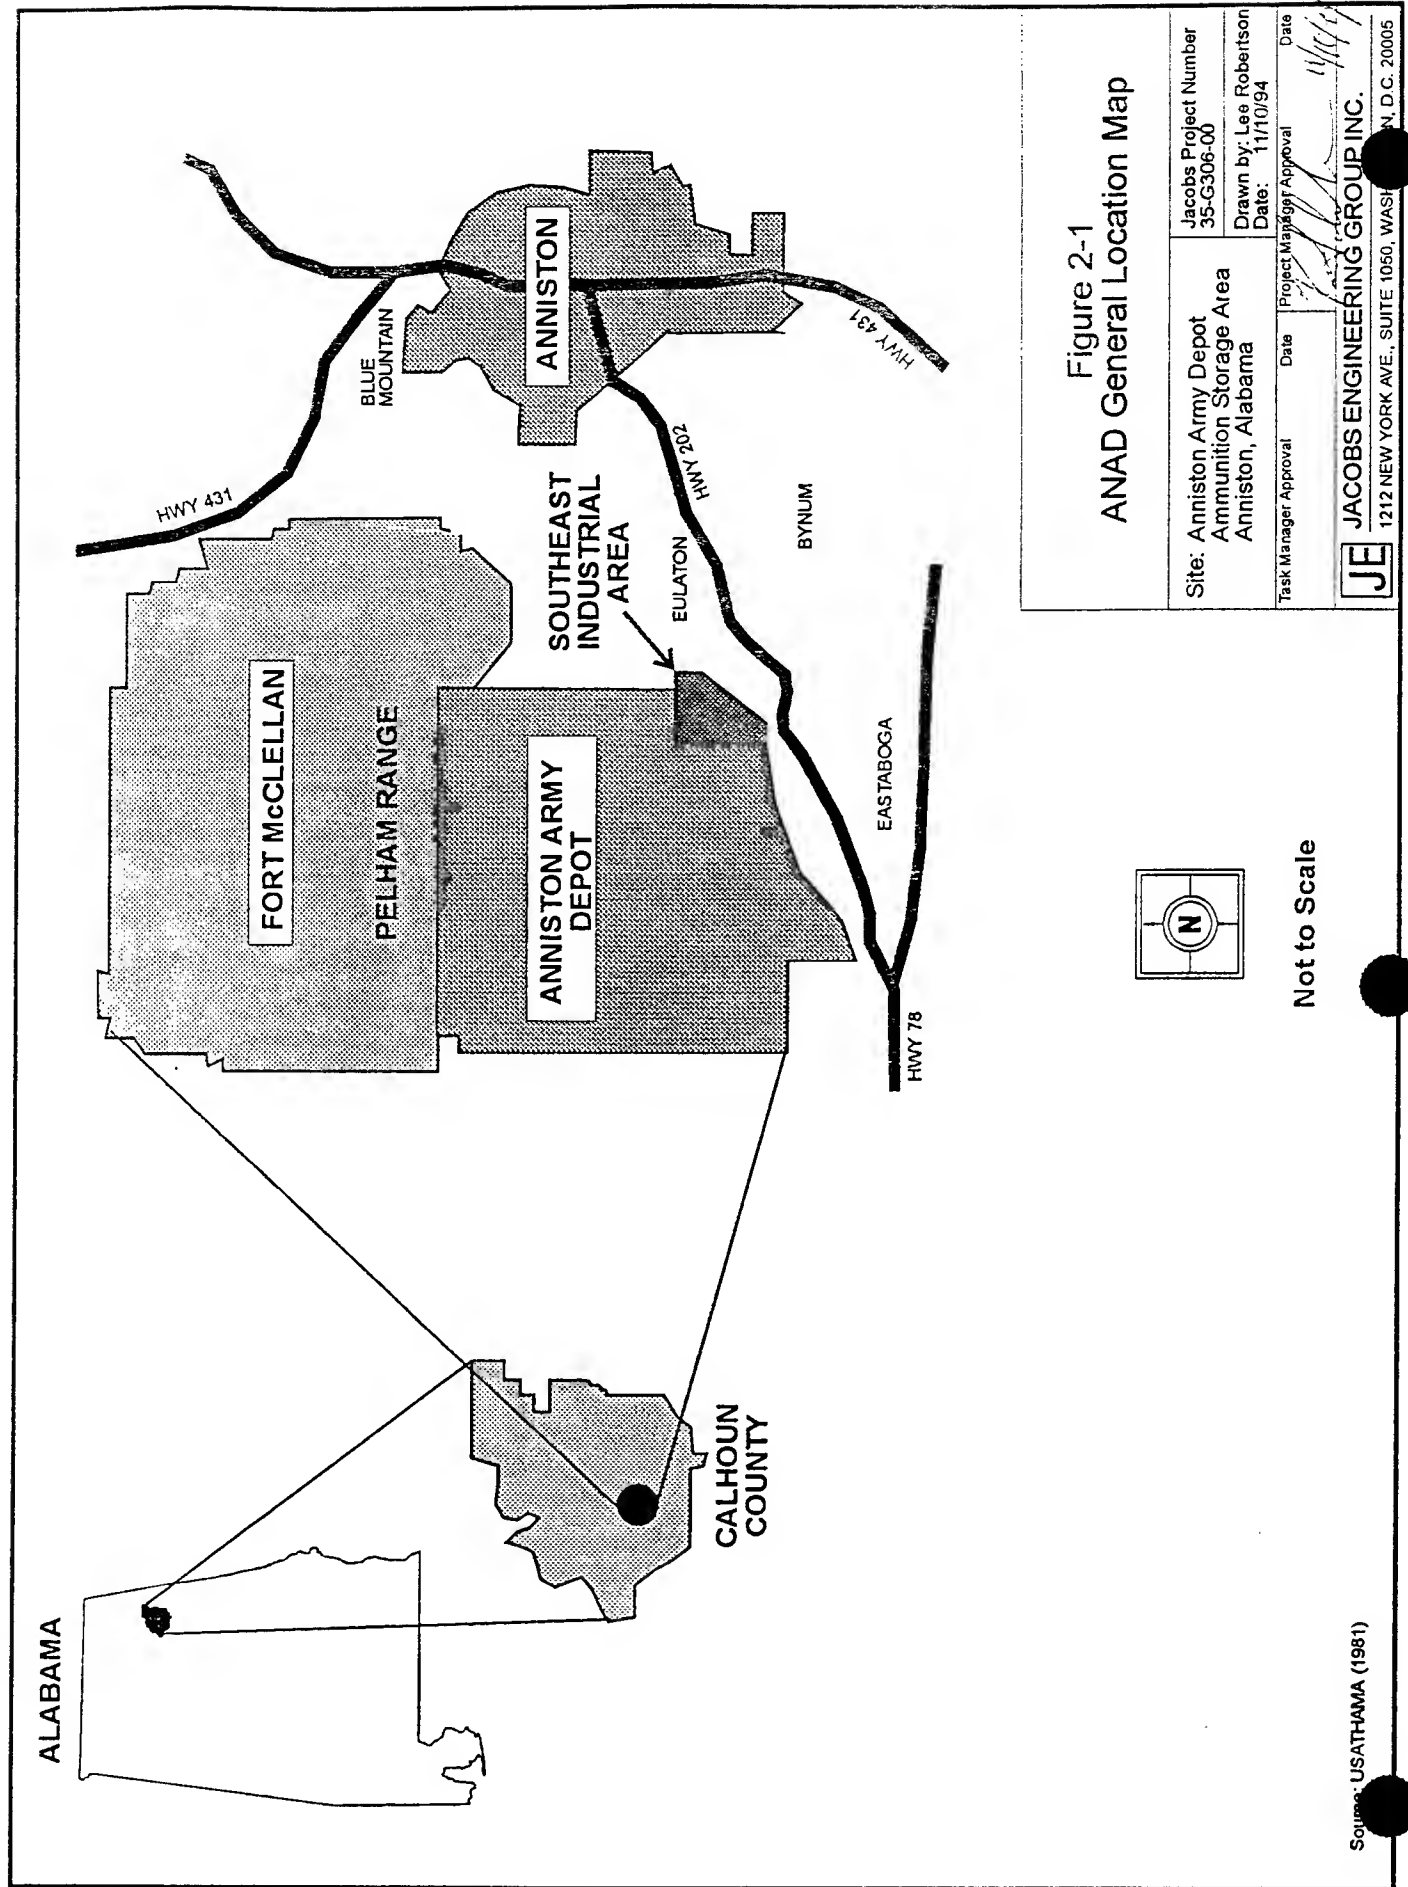 ALABAMA
CALHOUN
COUNTY
FORT McCLELLAN
PELHAM RANGE
ANNISTON ARMY
DEPOT
SOUTHEAST
INDUSTRIAL
AREA
HWY 431
BLUE
MOUNTAIN
ANNISTON
HWY 431
HWY 202
EULATON
BYNUM
EASTABOGA
HWY 78
N
Not to Scale
Source: USATHAMA (1981)
Figure 2-1
ANAD General Location Map
Site: Anniston Army Depot
Ammunition Storage Area
Anniston, Alabama
Jacobs Project Number
35-G306-00
Drawn by: Lee Robertson
Date: 11/10/94
Task Manager Approval Date
Project Manager Approval Date
JE JACOBS ENGINEERING GROUP INC.
1212 NEW YORK AVE., SUITE 1050, WASH N, D.C. 20005